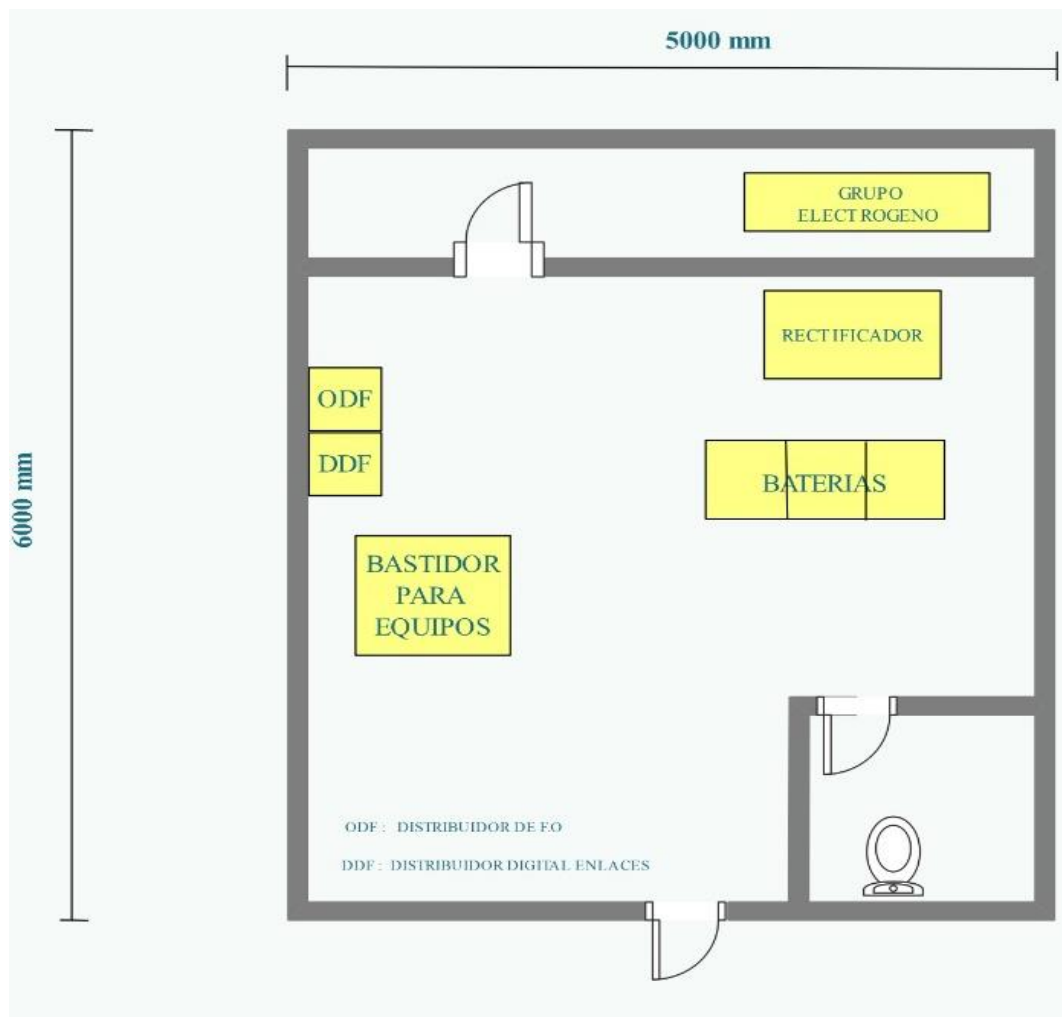 5000 mm
GRUPO
ELECTROGENO
RECTIFICADOR
ODF
DDF
BATERIAS
6000 mm
BASTIDOR
PARA
EQUIPOS
ODF : DISTRIBUIDOR DE F.O
DDF : DISTRIBUIDOR DIGITAL ENLACES